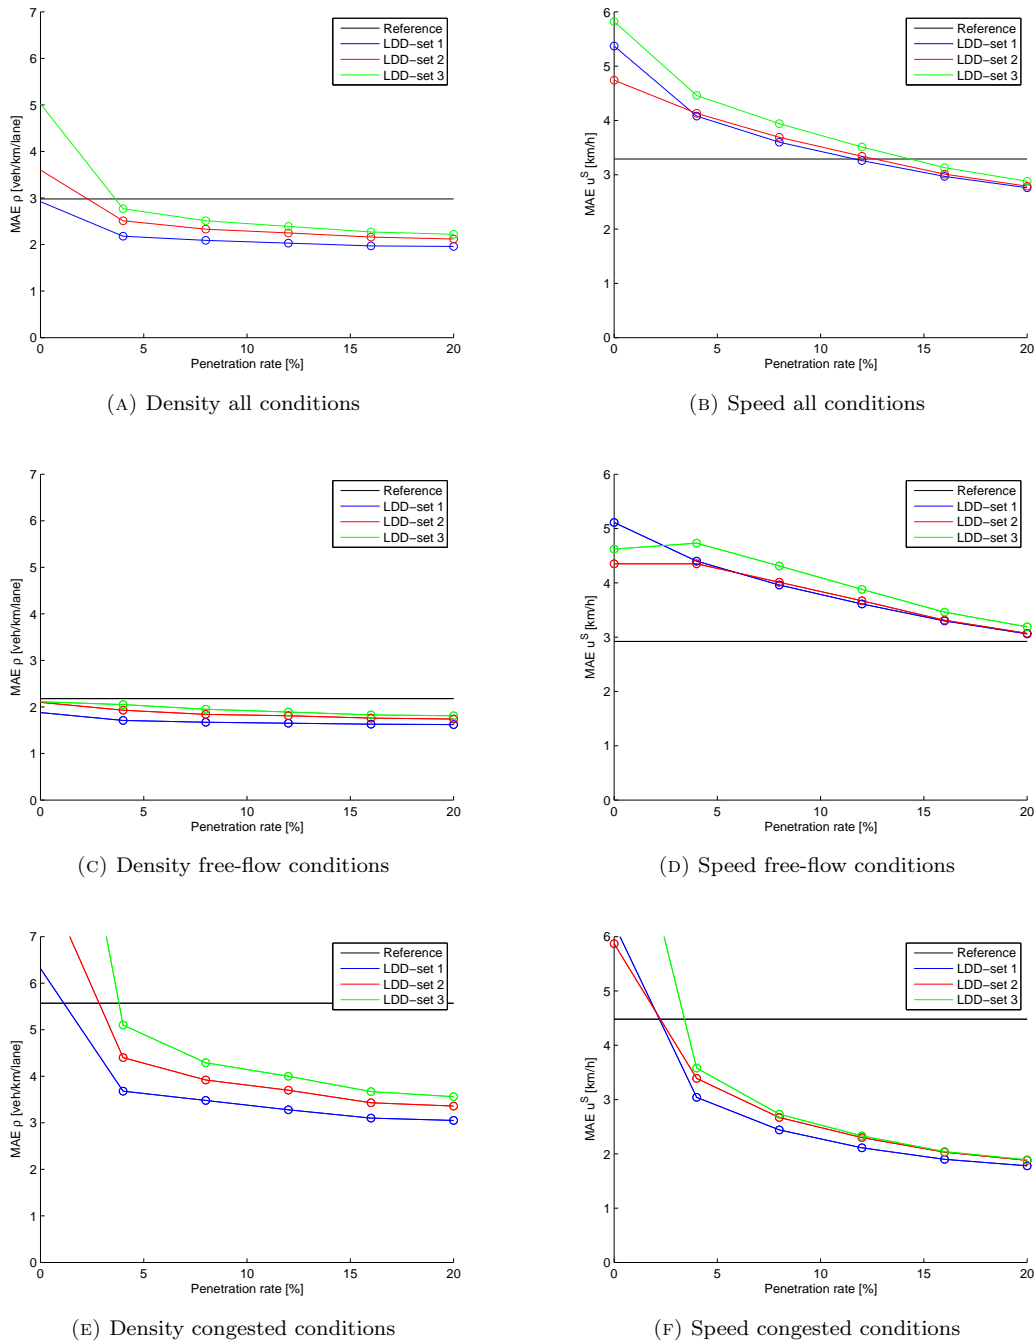 7
6
5
4
3
2
1
0
MAE ρ [veh/km/lane]
0 5 10 15 20
Penetration rate [%]
Reference
LDD−set 1
LDD−set 2
LDD−set 3
(A) Density all conditions
6
5
4
3
2
1
0
MAE u^S [km/h]
0 5 10 15 20
Penetration rate [%]
Reference
LDD−set 1
LDD−set 2
LDD−set 3
(B) Speed all conditions
7
6
5
4
3
2
1
0
MAE ρ [veh/km/lane]
0 5 10 15 20
Penetration rate [%]
Reference
LDD−set 1
LDD−set 2
LDD−set 3
(C) Density free-flow conditions
6
5
4
3
2
1
0
MAE u^S [km/h]
0 5 10 15 20
Penetration rate [%]
Reference
LDD−set 1
LDD−set 2
LDD−set 3
(D) Speed free-flow conditions
7
6
5
4
3
2
1
0
MAE ρ [veh/km/lane]
0 5 10 15 20
Penetration rate [%]
Reference
LDD−set 1
LDD−set 2
LDD−set 3
(E) Density congested conditions
6
5
4
3
2
1
0
MAE u^S [km/h]
0 5 10 15 20
Penetration rate [%]
Reference
LDD−set 1
LDD−set 2
LDD−set 3
(F) Speed congested conditions